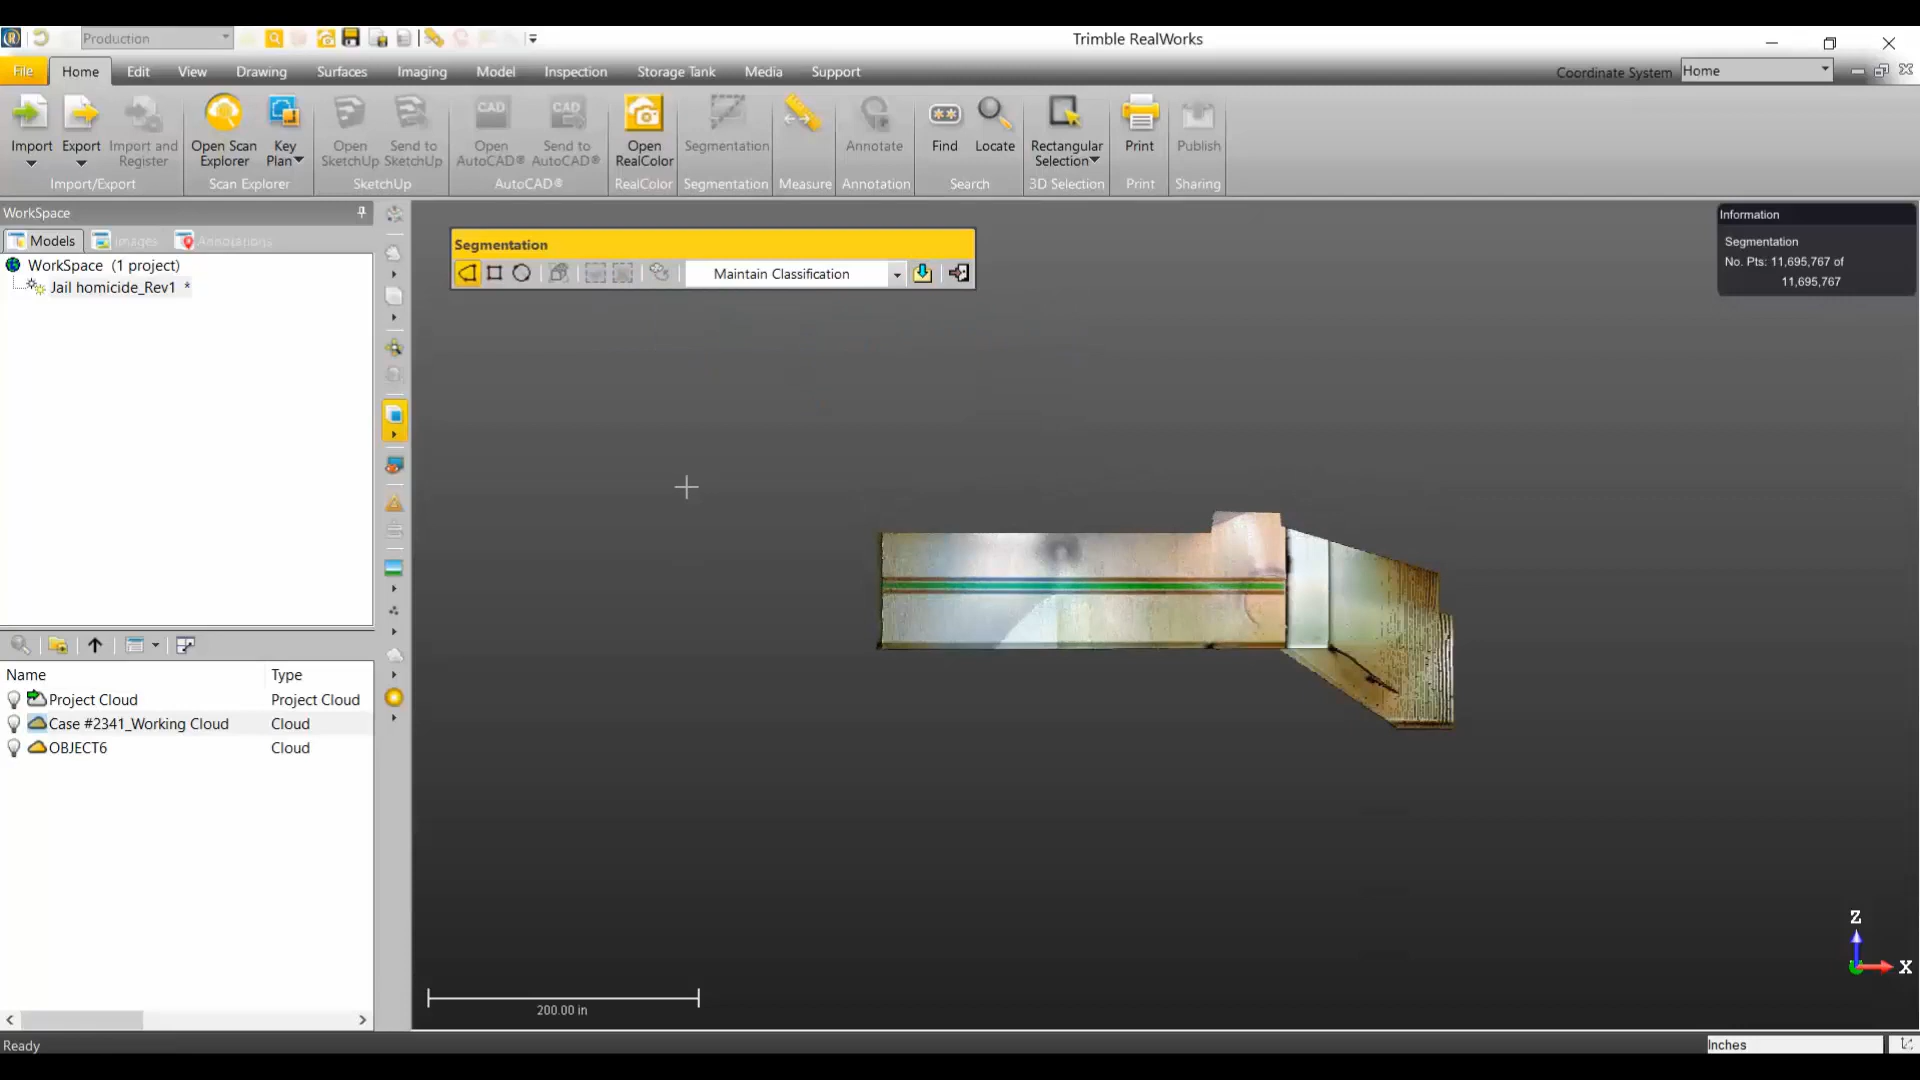 Production
Trimble RealWorks
File
Home
Edit
View
Drawing
Surfaces
Imaging
Model
Inspection
Storage Tank
Media
Support
Coordinate System
Home
Import
Export
Import and Register
Import/Export
Open Scan Explorer
Key Plan
Scan Explorer
Open SketchUp
Send to SketchUp
SketchUp
CAD
Open AutoCAD®
CAD
Send to AutoCAD®
AutoCAD®
Open RealColor
RealColor
Segmentation
Segmentation
Measure
Annotate
Annotation
Find
Locate
Search
Rectangular Selection
3D Selection
Print
Print
Publish
Sharing
WorkSpace
Models
Images
Annotations
WorkSpace (1 project)
Jail homicide_Rev1 *
Name
Type
Project Cloud
Project Cloud
Case #2341_Working Cloud
Cloud
OBJECT6
Cloud
Segmentation
Maintain Classification
Information
Segmentation
No. Pts: 11,695,767 of
11,695,767
200.00 in
Z
X
Ready
Inches